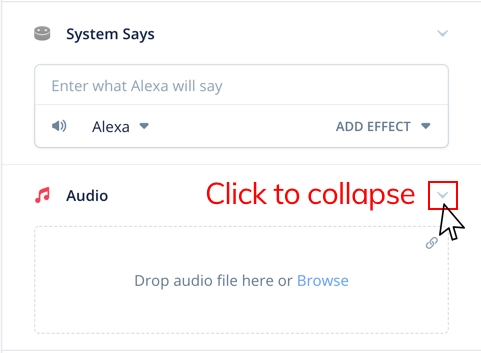 System Says
Enter what Alexa will say
Alexa ADD EFFECT
Audio Click to collapse
Drop audio file here or Browse